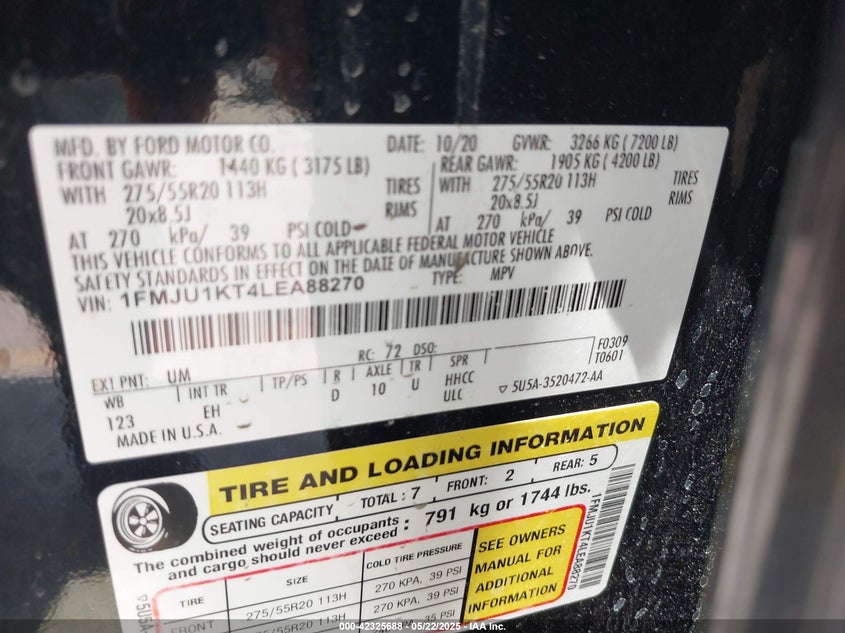 MFD. BY FORD MOTOR CO. DATE: 10/20 GVWR: 3266 KG (7200 LB)
FRONT GAWR: 1440 KG (3175 LB) REAR GAWR: 1905 KG (4200 LB)
WITH 275/55R20 113H TIRES WITH 275/55R20 113H TIRES
20x8.5J RIMS 20x8.5J RIMS
AT 270 kPa/ 39 PSI COLD AT 270 kPa/ 39 PSI COLD
THIS VEHICLE CONFORMS TO ALL APPLICABLE FEDERAL MOTOR VEHICLE
SAFETY STANDARDS IN EFFECT ON THE DATE OF MANUFACTURE SHOWN ABOVE.
VIN: 1FMJU1KT4LEA88270 TYPE: MPV
F0309
T0601
EXT PNT: UM RC: 72 DSO:
WB INT TR TP/PS R AXLE TR SPR
123 EH D 10 U HHCC
ULC
MADE IN U.S.A. 5U5A-3520472-AA
TIRE AND LOADING INFORMATION
SEATING CAPACITY TOTAL: 7 FRONT: 2 REAR: 5
The combined weight of occupants and cargo should never exceed: 791 kg or 1744 lbs.
TIRE SIZE COLD TIRE PRESSURE
FRONT 275/55R20 113H 270 KPA, 39 PSI
275/55R20 113H 270 KPA, 39 PSI
35 PSI
SEE OWNERS
MANUAL FOR
ADDITIONAL
INFORMATION
1FMJU1KT4LEA88270
5U5A
000-42325688 - 05/22/2025 - IAA Inc.